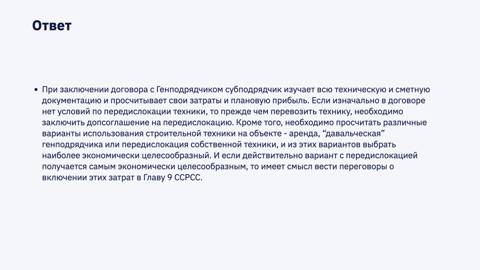 Ответ
• При заключении договора с Генподрядчиком субподрядчик изучает всю техническую и сметную
документацию и просчитывает свои затраты и плановую прибыль. Если изначально в договоре
нет условий по передислокации техники, то прежде чем перевозить технику, необходимо
заключить допсоглашение на передислокацию. Кроме того, необходимо просчитать различные
варианты использования строительной техники на объекте - аренда, “давальческая”
генподрядчика или передислокация собственной техники, и из этих вариантов выбрать
наиболее экономически целесообразный. И если действительно вариант с передислокацией
получается самым экономически целесообразным, то имеет смысл вести переговоры о
включении этих затрат в Главу 9 ССРСС.